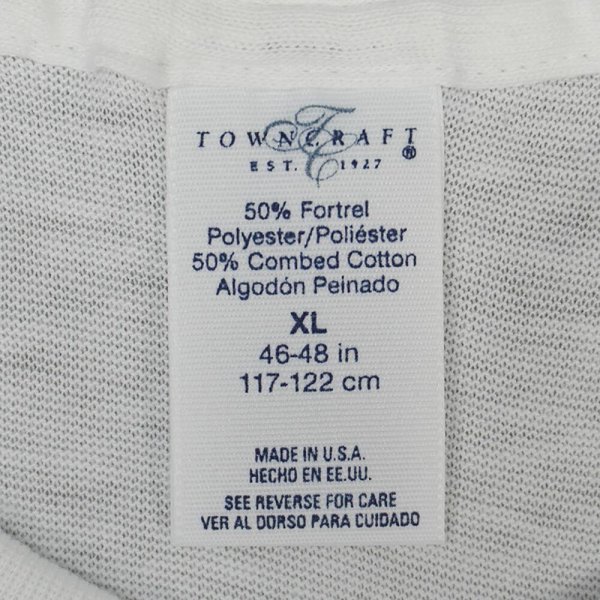 TOWNCRAFT®
EST. 1927
50% Fortrel
Polyester/Poliéster
50% Combed Cotton
Algodón Peinado
XL
46-48 in
117-122 cm
MADE IN U.S.A.
HECHO EN EE.UU.
SEE REVERSE FOR CARE
VER AL DORSO PARA CUIDADO